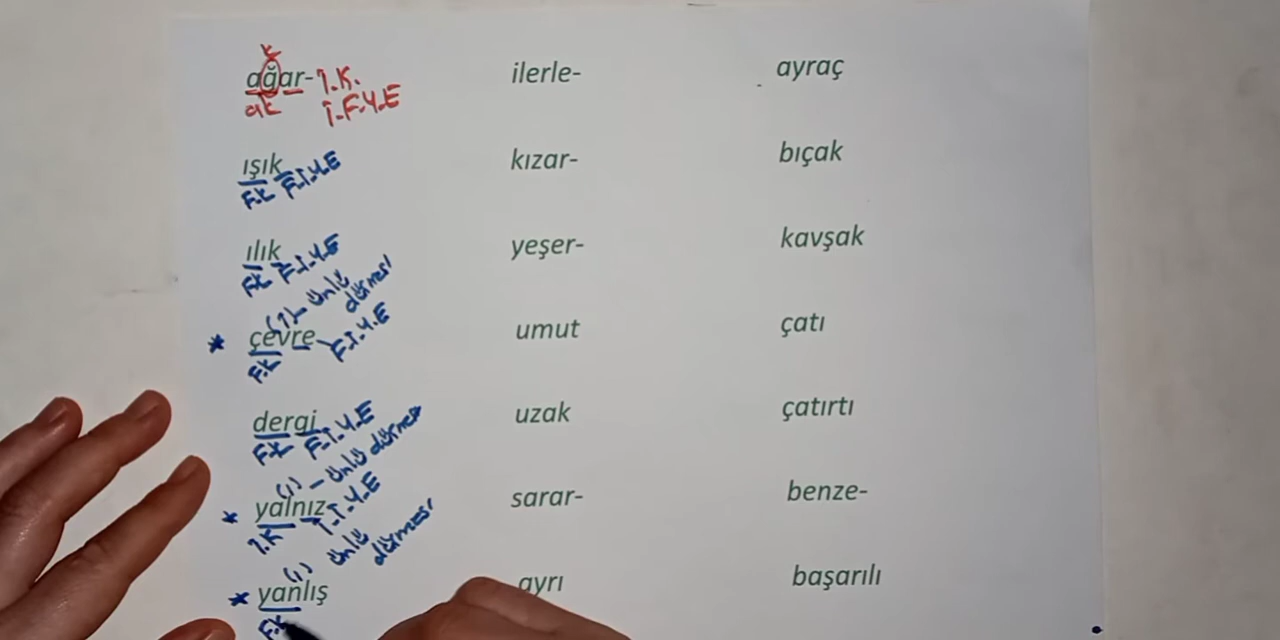 k
ağar- İ.K.
ak İ.F.Y.E
ışık
F.K F.İ.Y.E
ılık
F.K F.İ.Y.E
(i)- ünlü düşmesi
* çevre
F.K F.İ.Y.E
dergi
F.K F.İ.Y.E
(ı) - ünlü düşmesi
* yalnız
İ.K İ.İ.Y.E
(ı) ünlü düşmesi
* yanlış
F.K
ilerle-
kızar-
yeşer-
umut
uzak
sarar-
ayrı
ayraç
bıçak
kavşak
çatı
çatırtı
benze-
başarılı